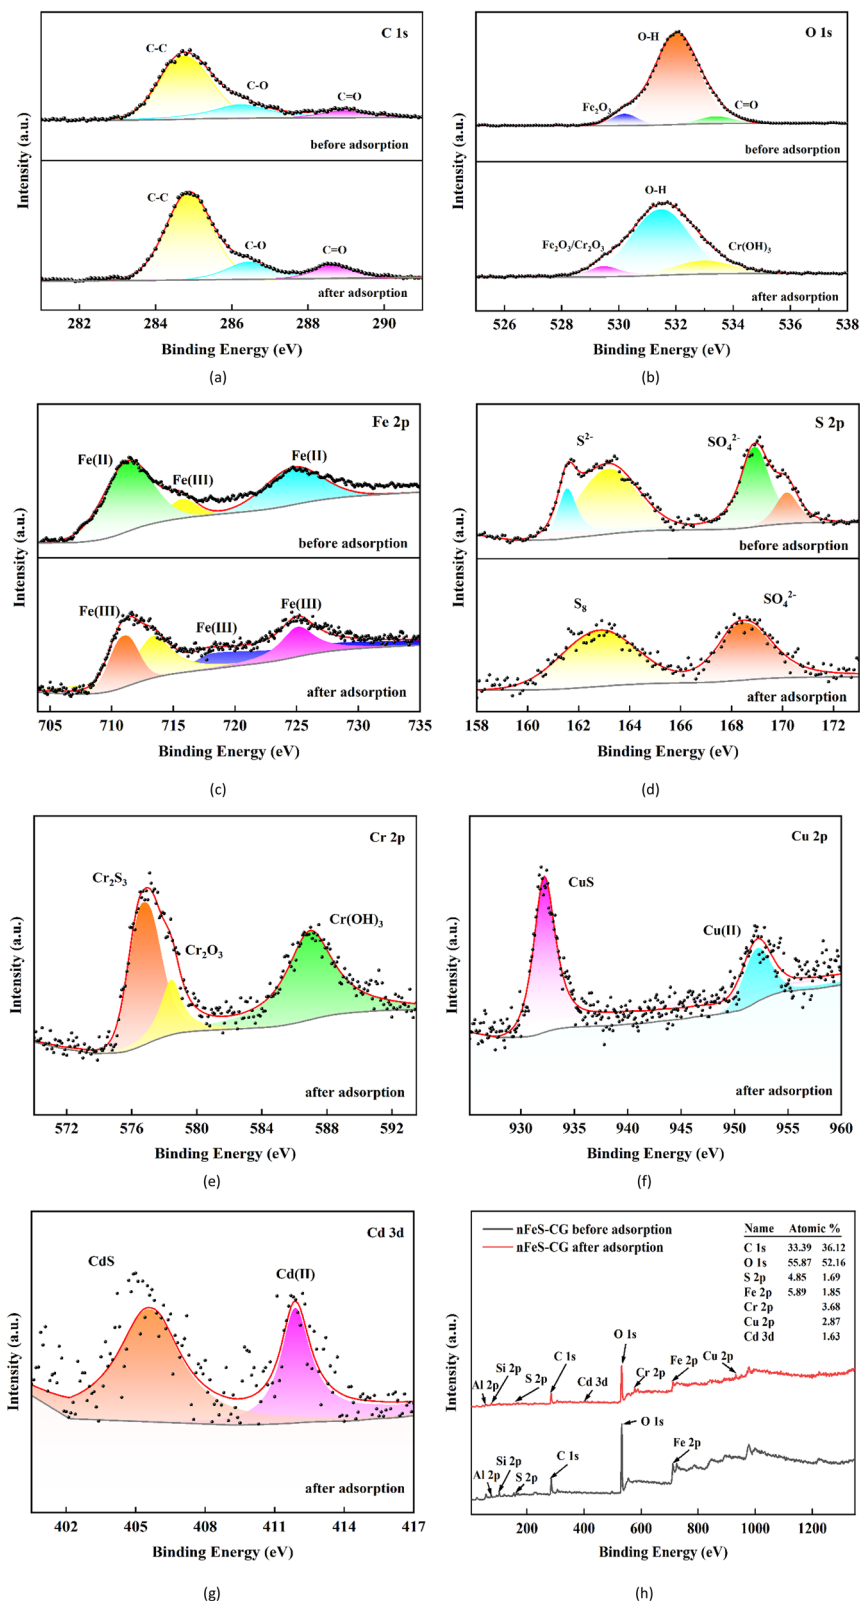 C 1s
C-C
C-O
C=O
before adsorption
C-C
C-O
C=O
after adsorption
282 284 286 288 290
Binding Energy (eV)
Intensity (a.u.)
(a)
O 1s
O-H
Fe₂O₃
C=O
before adsorption
O-H
Fe₂O₃/Cr₂O₃
Cr(OH)₃
after adsorption
526 528 530 532 534 536 538
Binding Energy (eV)
Intensity (a.u.)
(b)
Fe 2p
Fe(II)
Fe(III)
Fe(II)
before adsorption
Fe(III)
Fe(III)
Fe(III)
after adsorption
705 710 715 720 725 730 735
Binding Energy (eV)
Intensity (a.u.)
(c)
S 2p
S²⁻
SO₄²⁻
before adsorption
S₈
SO₄²⁻
after adsorption
158 160 162 164 166 168 170 172
Binding Energy (eV)
Intensity (a.u.)
(d)
Cr 2p
Cr₂S₃
Cr₂O₃
Cr(OH)₃
after adsorption
572 576 580 584 588 592
Binding Energy (eV)
Intensity (a.u.)
(e)
Cu 2p
CuS
Cu(II)
after adsorption
930 935 940 945 950 955 960
Binding Energy (eV)
Intensity (a.u.)
(f)
Cd 3d
CdS
Cd(II)
after adsorption
402 405 408 411 414 417
Binding Energy (eV)
Intensity (a.u.)
(g)
nFeS-CG before adsorption
nFeS-CG after adsorption
Name Atomic %
C 1s 33.39 36.12
O 1s 55.87 52.16
S 2p 4.85 1.69
Fe 2p 5.89 1.85
Cr 2p 3.68
Cu 2p 2.87
Cd 3d 1.63
Al 2p
Si 2p
S 2p
C 1s
Cd 3d
O 1s
Cr 2p
Fe 2p
Cu 2p
Al 2p
Si 2p
S 2p
C 1s
O 1s
Fe 2p
200 400 600 800 1000 1200
Binding Energy (eV)
Intensity (a.u.)
(h)